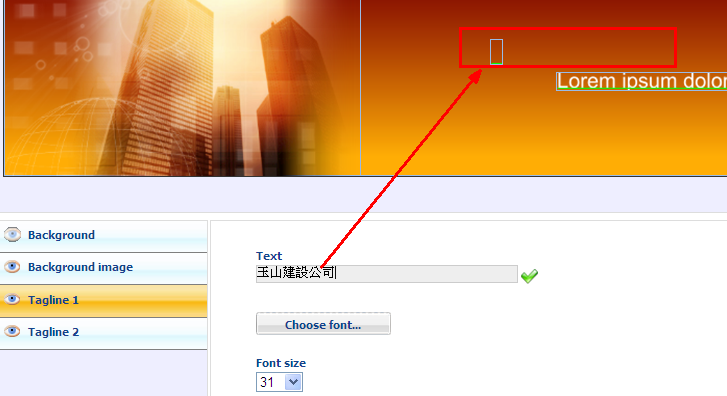 Lorem ipsum dolor
Background
Background image
Tagline 1
Tagline 2
Text
玉山建設公司
Choose font...
Font size
31